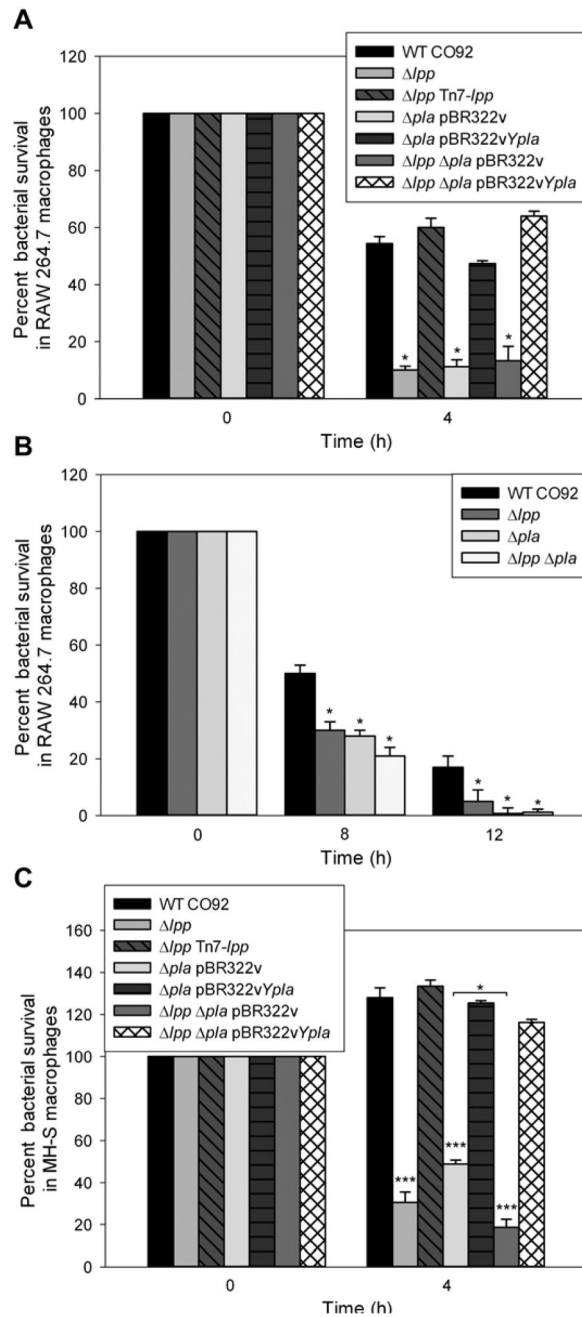 A
Percent bacterial survival
in RAW 264.7 macrophages
120
100
80
60
40
20
0
WT CO92
Δlpp
Δlpp Tn7-lpp
Δpla pBR322v
Δpla pBR322vYpla
Δlpp Δpla pBR322v
Δlpp Δpla pBR322vYpla
* * *
0 4
Time (h)
B
Percent bacterial survival
in RAW 264.7 macrophages
120
100
80
60
40
20
0
WT CO92
Δlpp
Δpla
Δlpp Δpla
* * *
* * *
0 8 12
Time (h)
C
Percent bacterial survival
in MH-S macrophages
160
140
120
100
80
60
40
20
0
WT CO92
Δlpp
Δlpp Tn7-lpp
Δpla pBR322v
Δpla pBR322vYpla
Δlpp Δpla pBR322v
Δlpp Δpla pBR322vYpla
*
*** *** ***
0 4
Time (h)